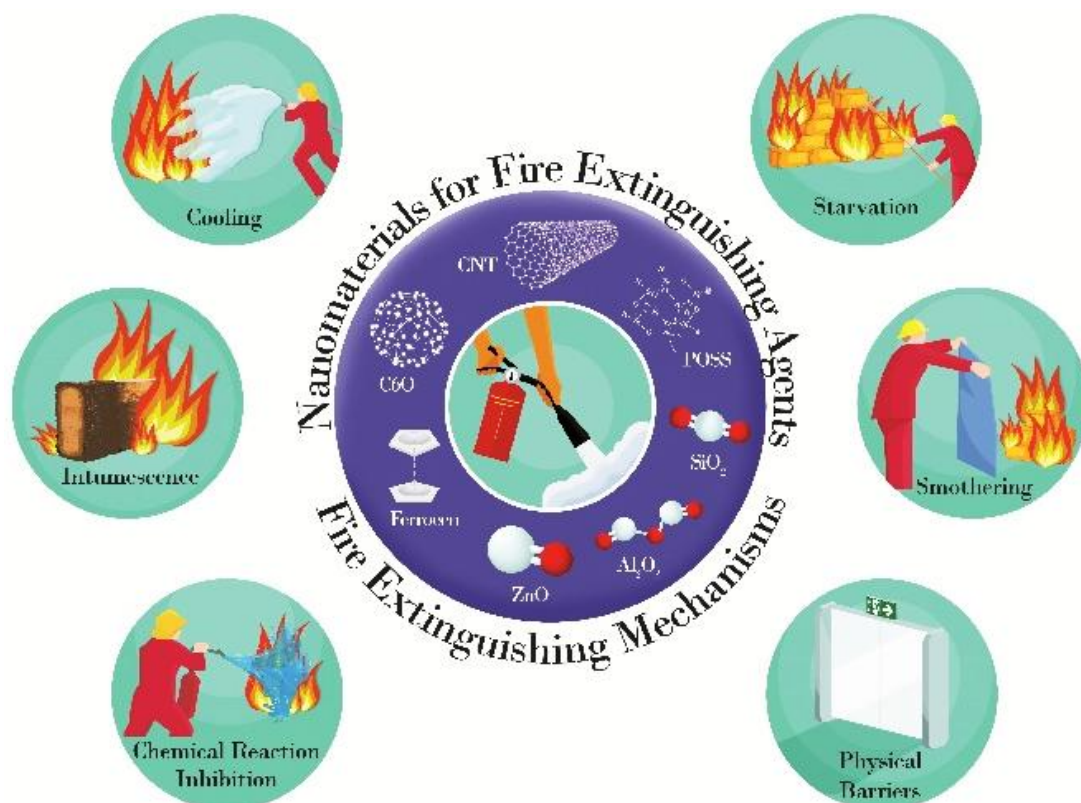 Nanomaterials for Fire Extinguishing Agents
Cooling
Starvation
CNT
C60
POSS
Intumescence
Smothering
SiO2
Ferrocen
Al2O3
ZnO
Fire Extinguishing Mechanisms
Chemical Reaction
Inhibition
Physical
Barriers